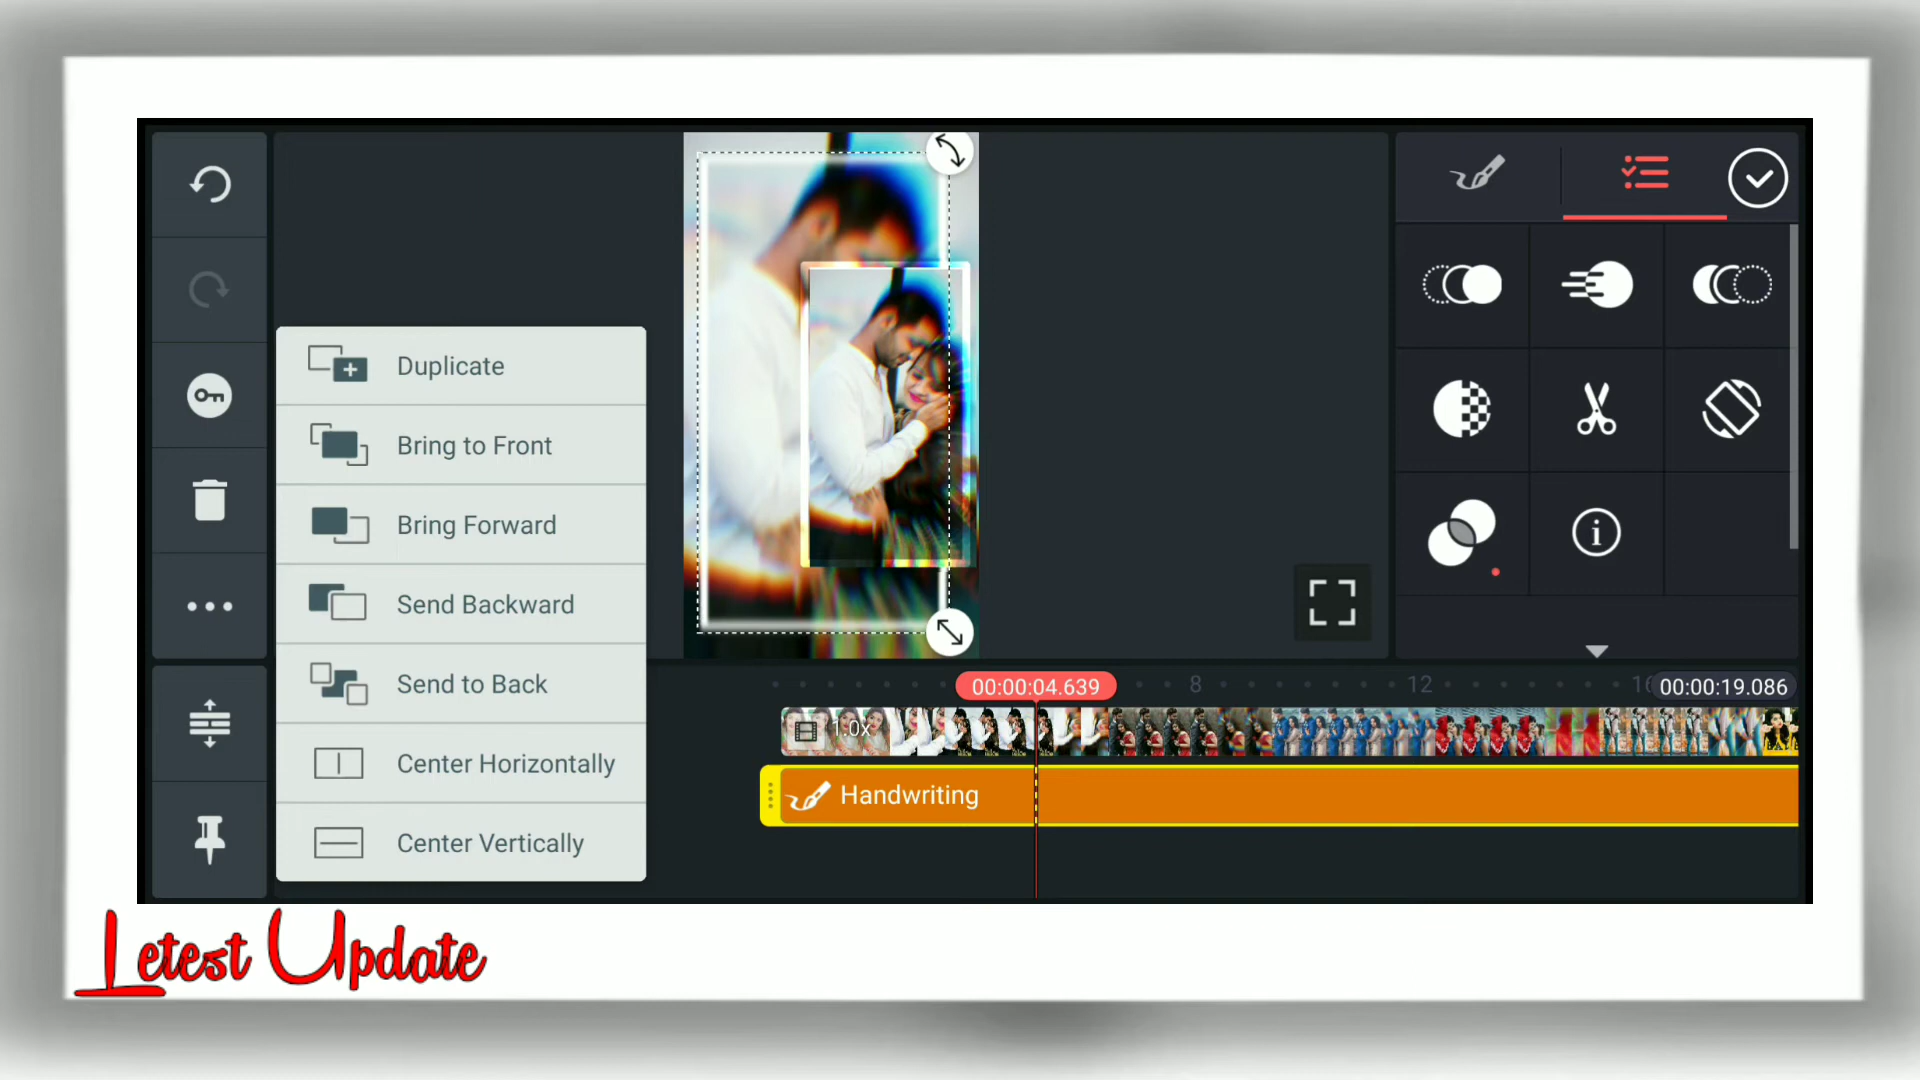 Duplicate
Bring to Front
Bring Forward
Send Backward
Send to Back
Center Horizontally
Center Vertically
00:00:04.639
8
12
16
00:00:19.086
1.0x
Handwriting
Letest Update